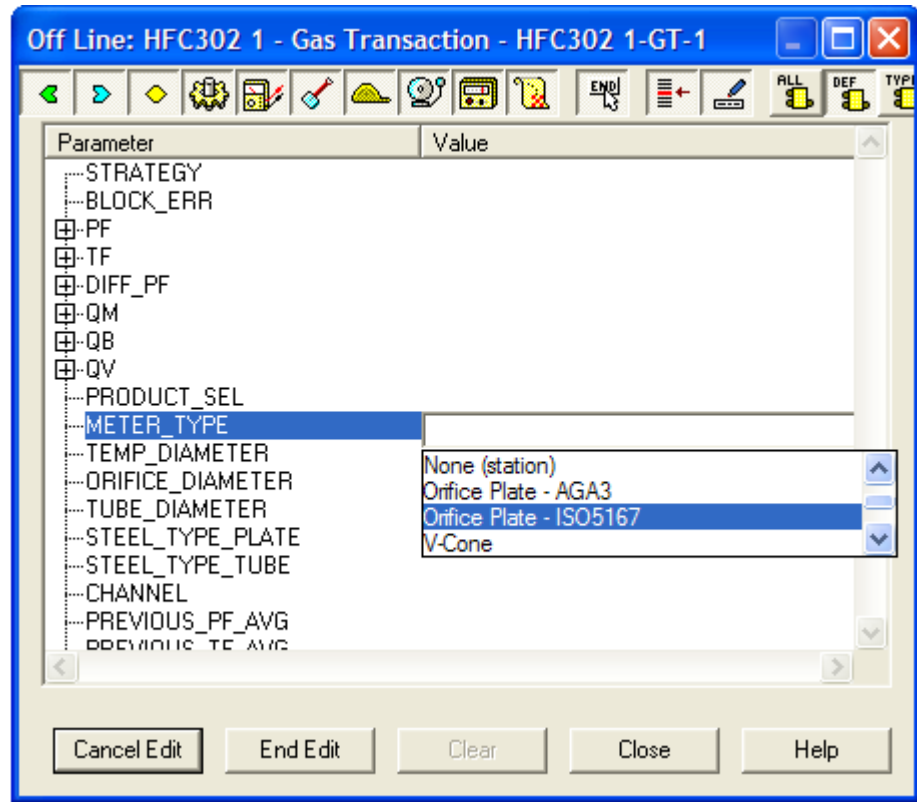 Off Line: HFC302 1 - Gas Transaction - HFC302 1-GT-1
END
ALL
DEF
Parameter Value
STRATEGY
BLOCK_ERR
PF
TF
DIFF_PF
QM
QB
QV
PRODUCT_SEL
METER_TYPE
TEMP_DIAMETER
None (station)
ORIFICE_DIAMETER
Orifice Plate - AGA3
TUBE_DIAMETER
Orifice Plate - ISO5167
STEEL_TYPE_PLATE
V-Cone
STEEL_TYPE_TUBE
CHANNEL
PREVIOUS_PF_AVG
PREVIOUS_TF_AVG
Cancel Edit End Edit Clear Close Help